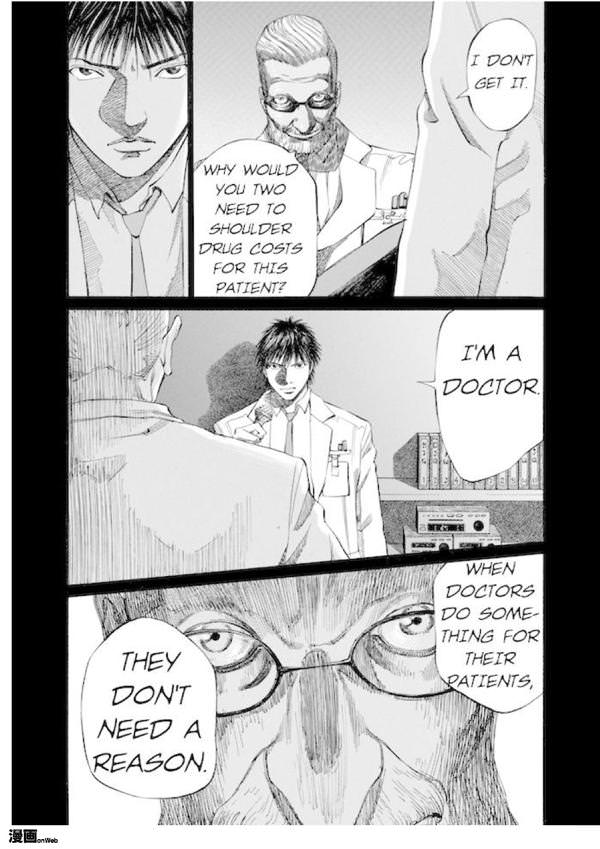 I DON'T
GET IT.
WHY WOULD
YOU TWO
NEED TO
SHOULDER
DRUG COSTS
FOR THIS
PATIENT?
I'M A
DOCTOR.
WHEN
DOCTORS
DO SOME-
THING FOR
THEIR
PATIENTS,
THEY
DON'T
NEED A
REASON.
漫画onWeb